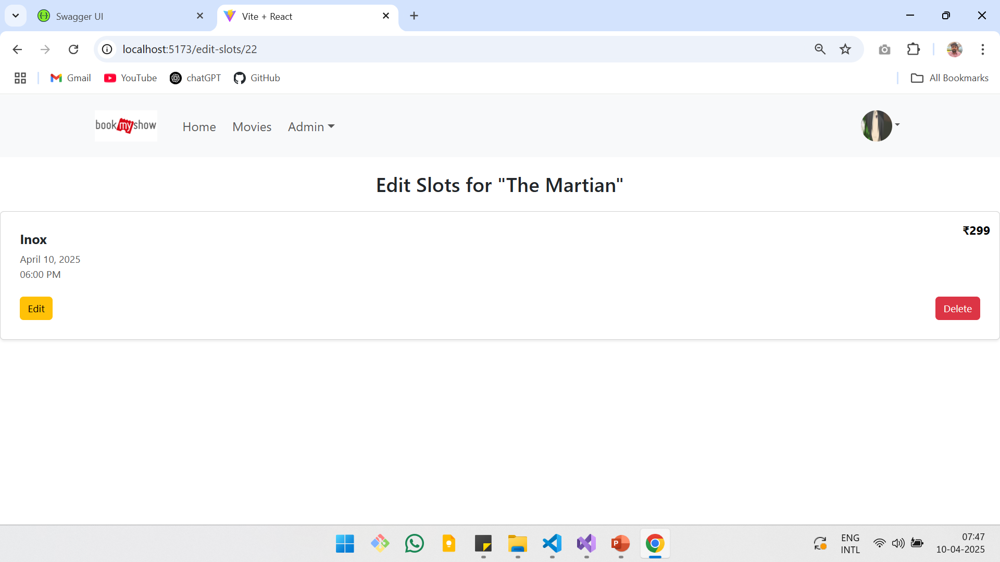 Swagger UI
Vite + React
localhost:5173/edit-slots/22
Gmail
YouTube
chatGPT
GitHub
All Bookmarks
bookmyshow
Home
Movies
Admin
Edit Slots for "The Martian"
₹299
Inox
April 10, 2025
06:00 PM
Edit
Delete
P
ENG
INTL
07:47
10-04-2025